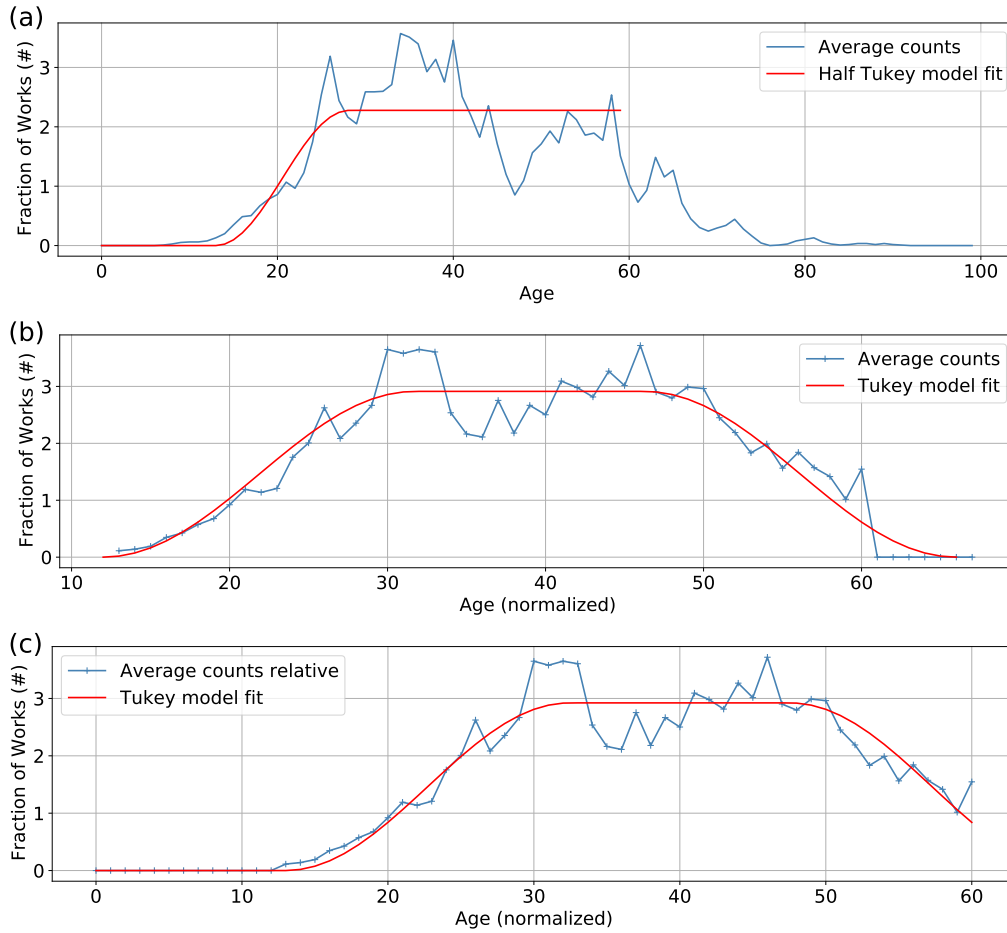 (a)
Fraction of Works (#)
3
2
1
0
Average counts
Half Tukey model fit
0 20 40 60 80 100
Age
(b)
Fraction of Works (#)
3
2
1
0
Average counts
Tukey model fit
10 20 30 40 50 60
Age (normalized)
(c)
Fraction of Works (#)
3
2
1
0
Average counts relative
Tukey model fit
0 10 20 30 40 50 60
Age (normalized)